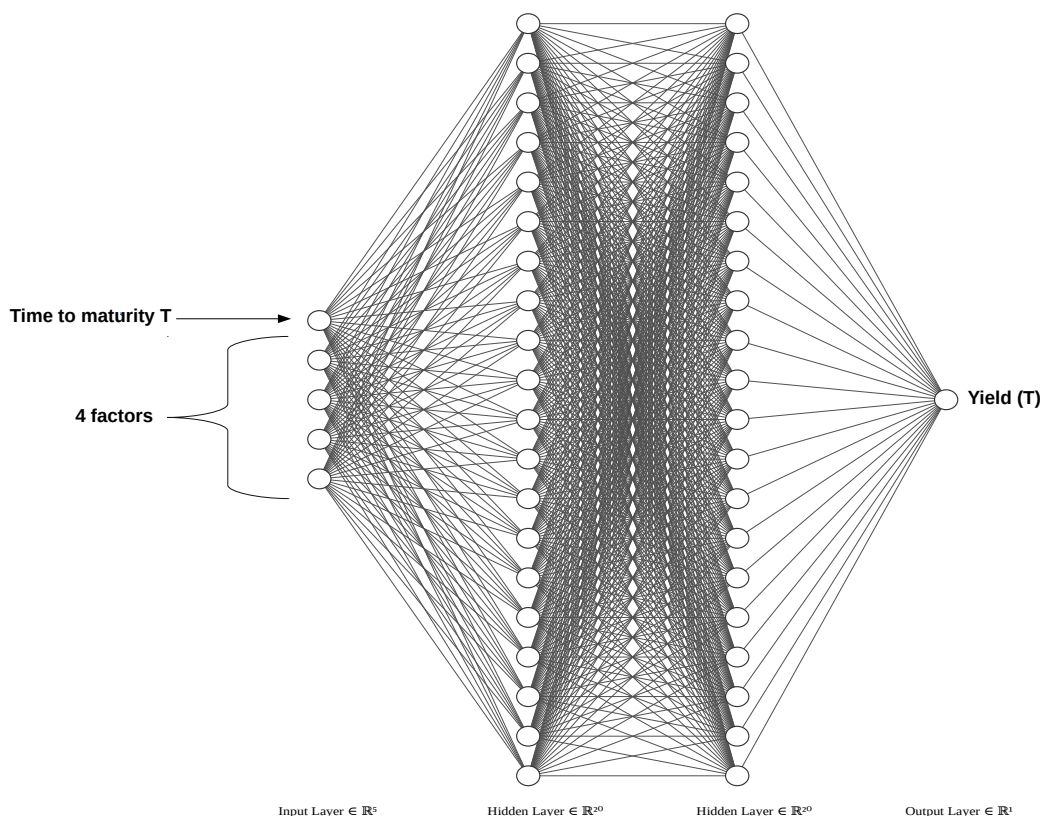 Time to maturity T
4 factors
Yield (T)
Input Layer ∈ ℝ⁵
Hidden Layer ∈ ℝ²⁰
Hidden Layer ∈ ℝ²⁰
Output Layer ∈ ℝ¹